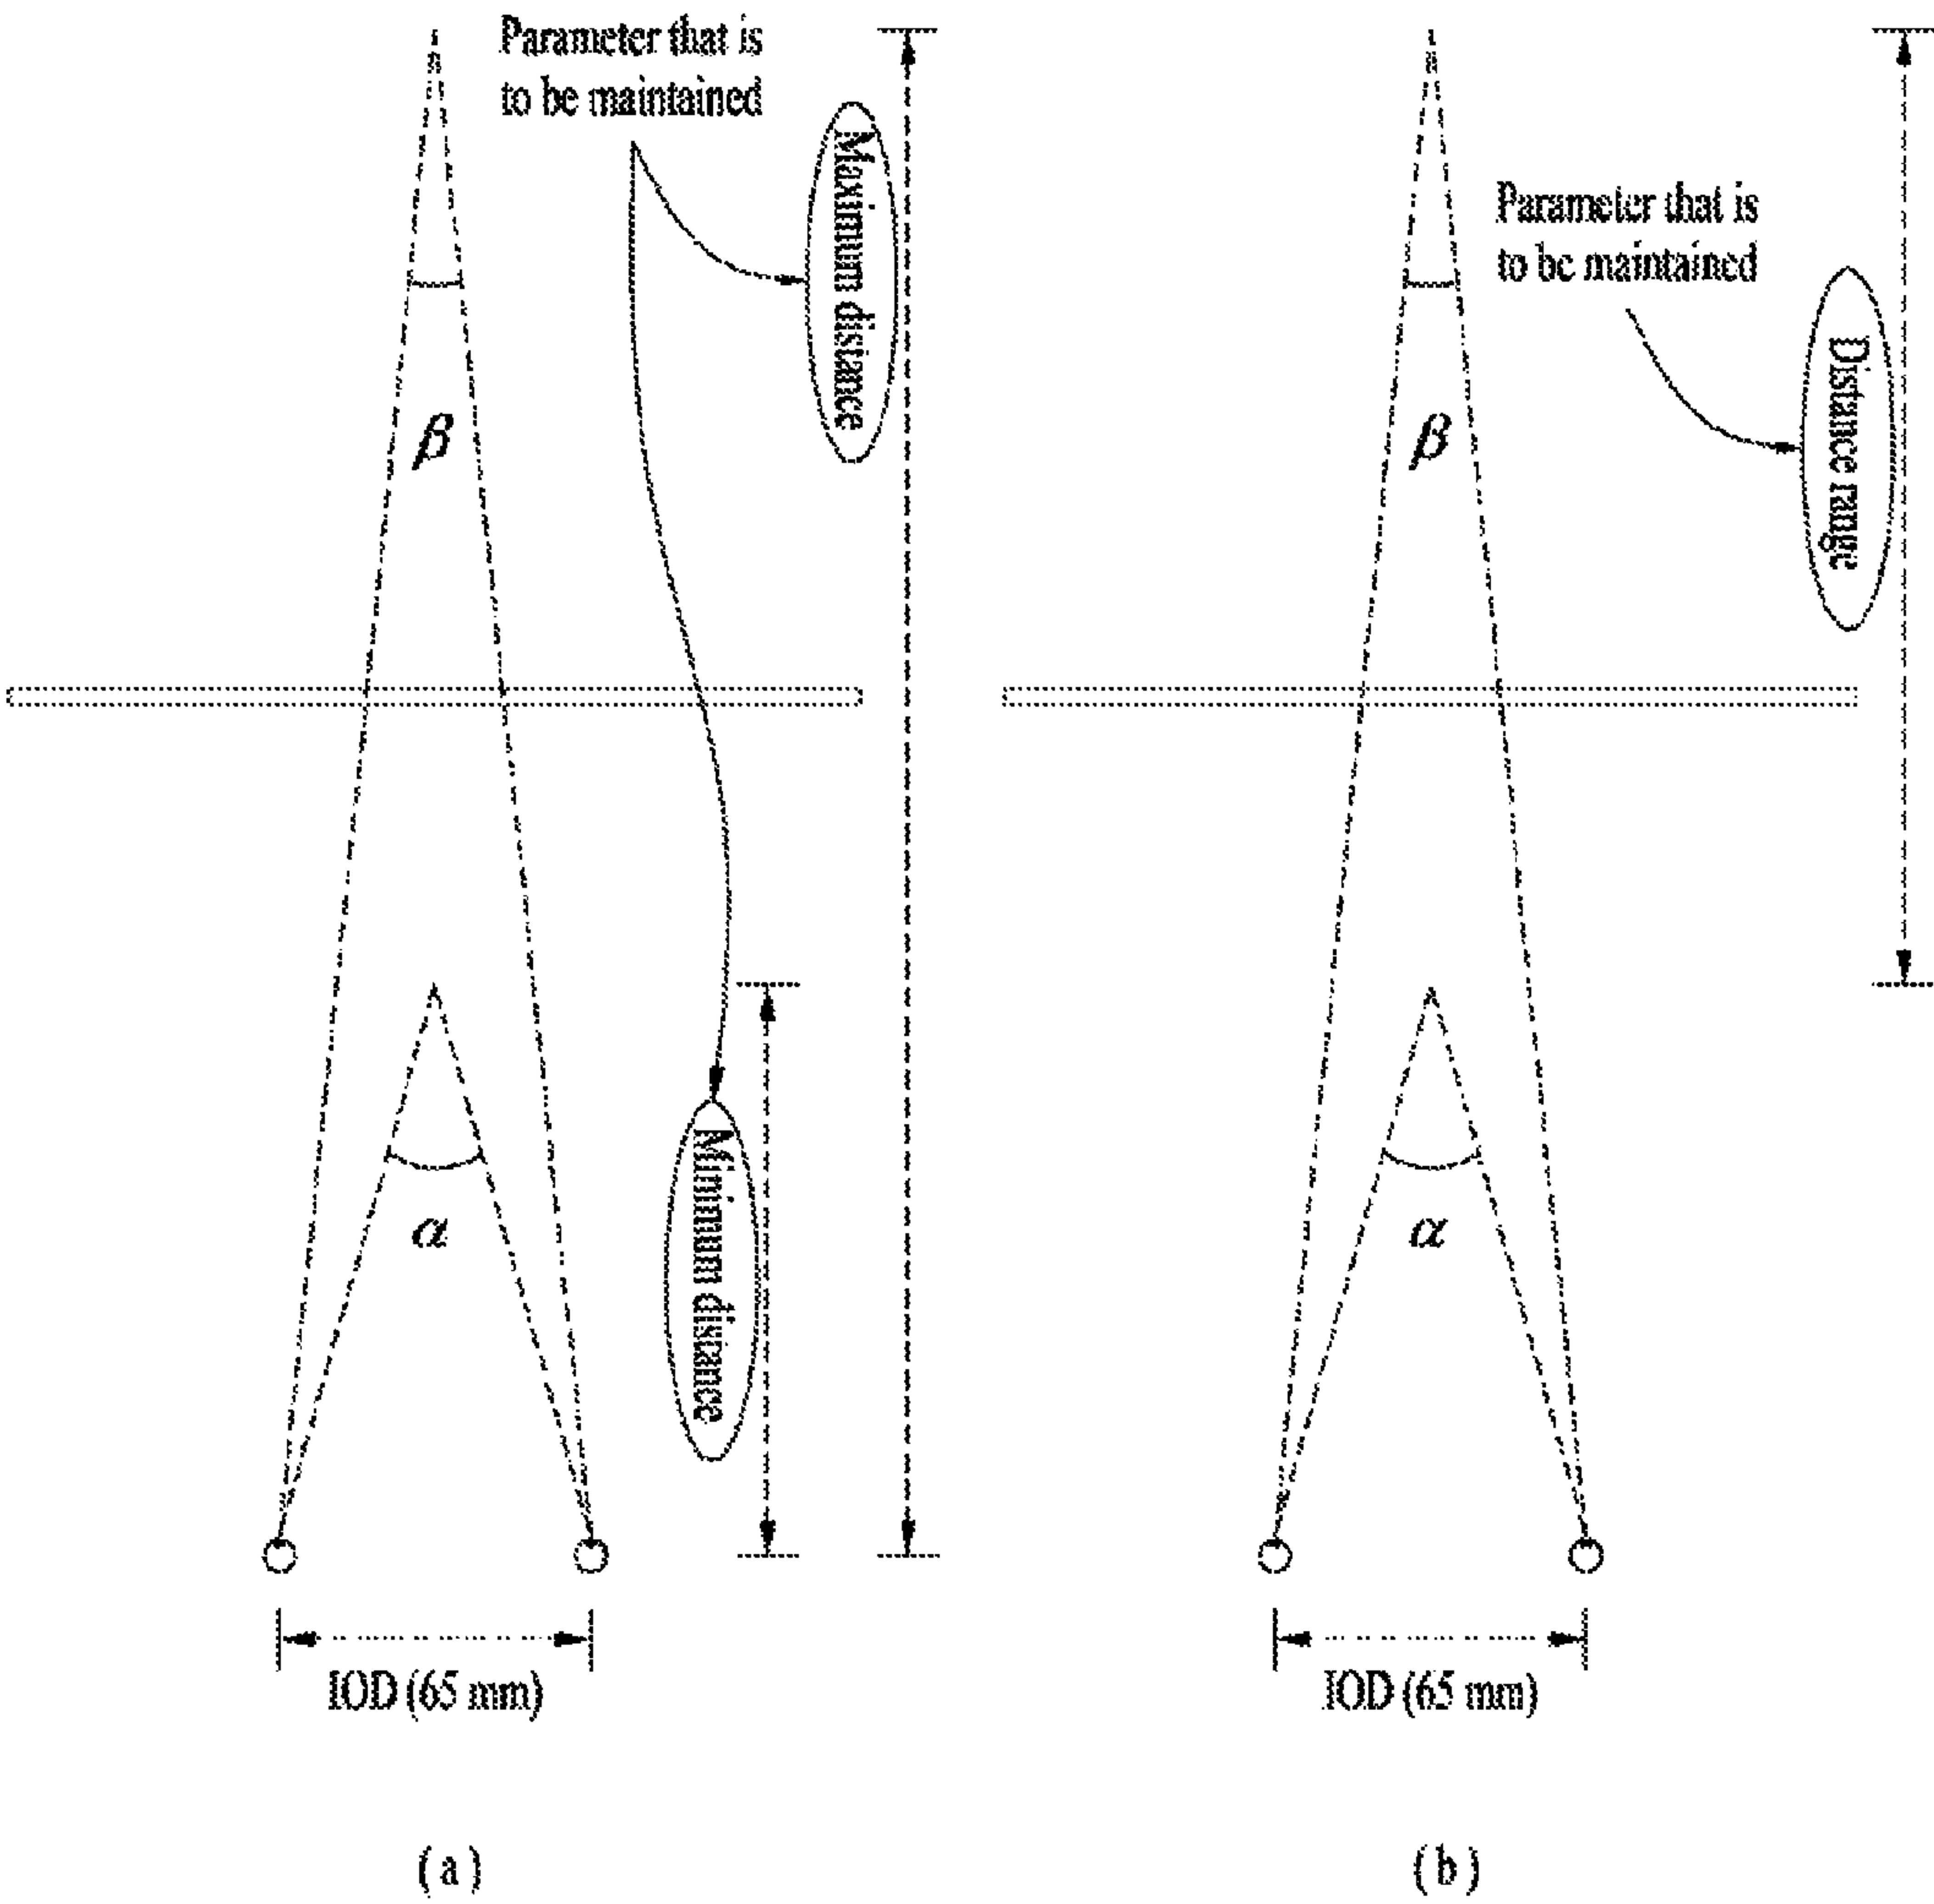 Parameter that is
to be maintained
Maximum distance
β
Minimum distance
α
IOD (65 mm)
(a)
Parameter that is
to be maintained
Distance range
β
α
IOD (65 mm)
(b)